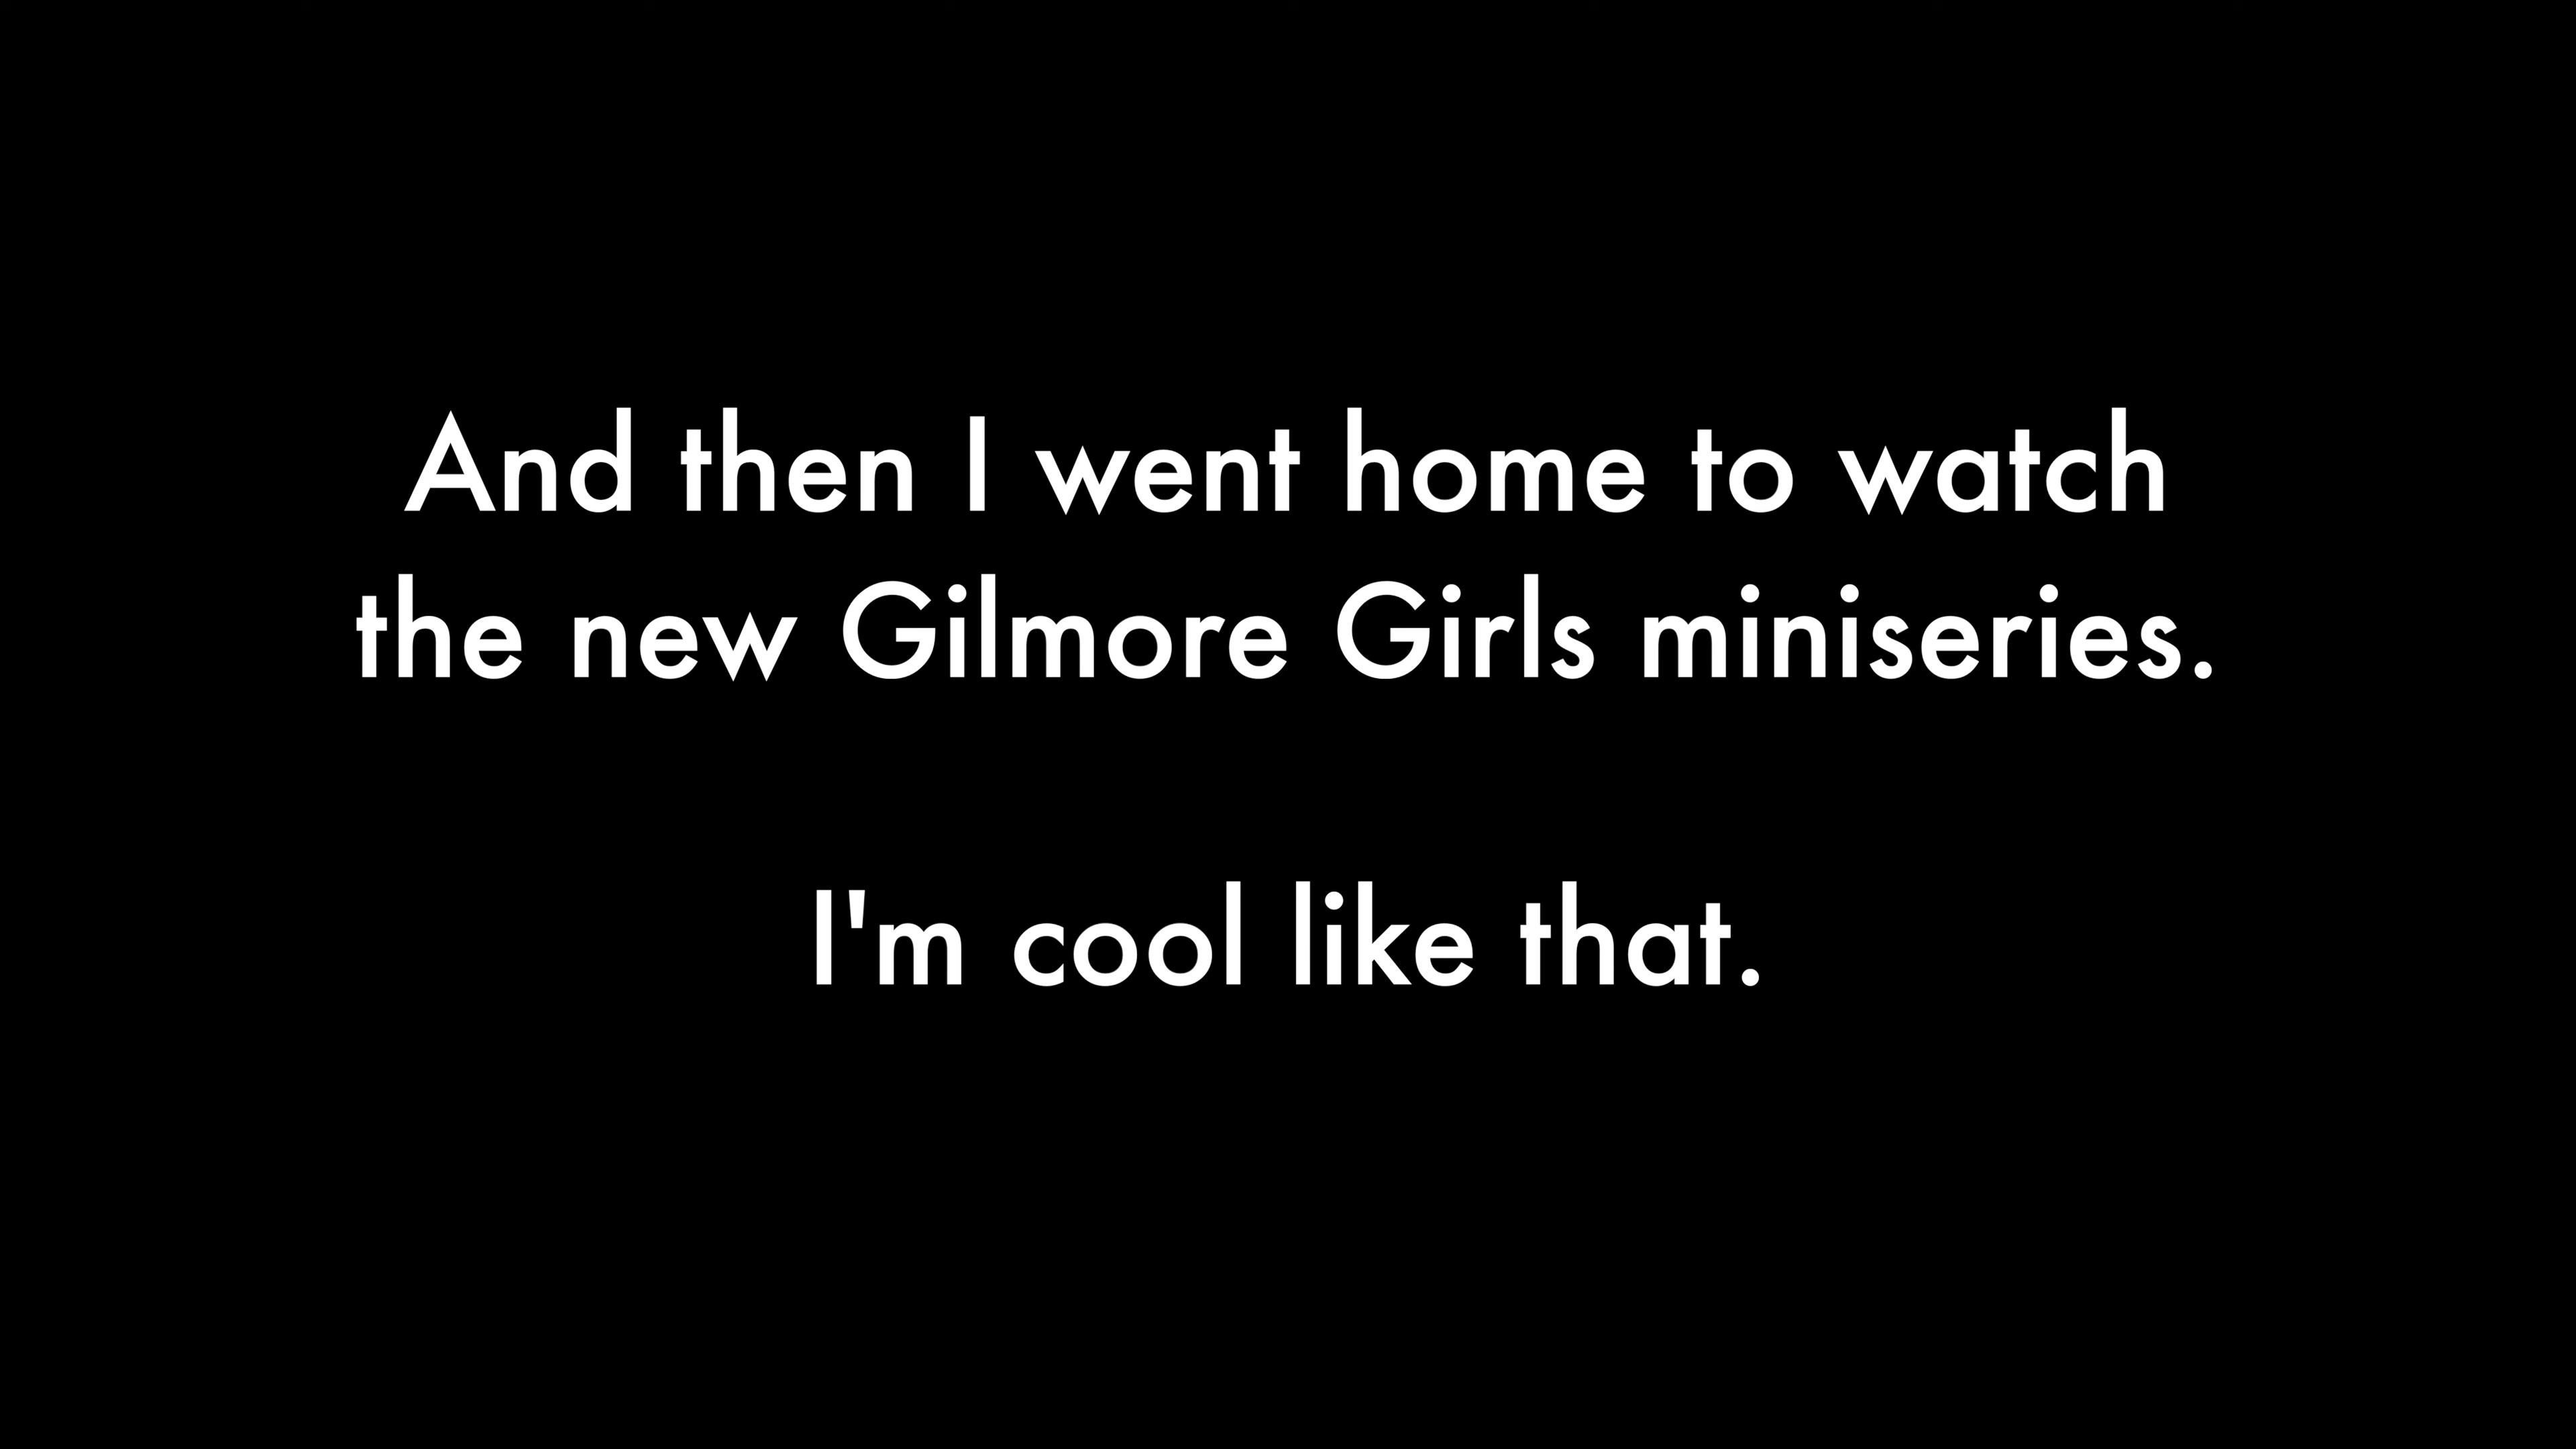 And then I went home to watch
the new Gilmore Girls miniseries.
I'm cool like that.